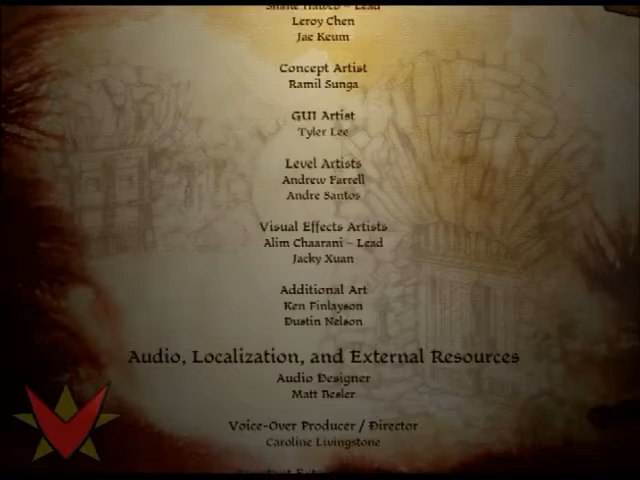 Leroy Chen
Jae Keum
Concept Artist
Ramil Sunga
GUI Artist
Tyler Lee
Level Artists
Andrew Farrell
Andre Santos
Visual Effects Artists
Alim Chaarani – Lead
Jacky Xuan
Additional Art
Ken Finlayson
Dustin Nelson
Audio, Localization, and External Resources
Audio Designer
Matt Besler
Voice-Over Producer / Director
Caroline Livingstone